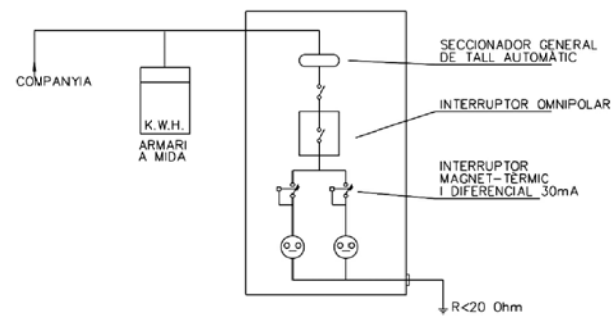 COMPANYIA
K.W.H.
ARMARI
A MIDA
SECCIONADOR GENERAL
DE TALL AUTOMÀTIC
INTERRUPTOR OMNIPOLAR
INTERRUPTOR
MAGNET-TÈRMIC
I DIFERENCIAL 30mA
R<20 Ohm